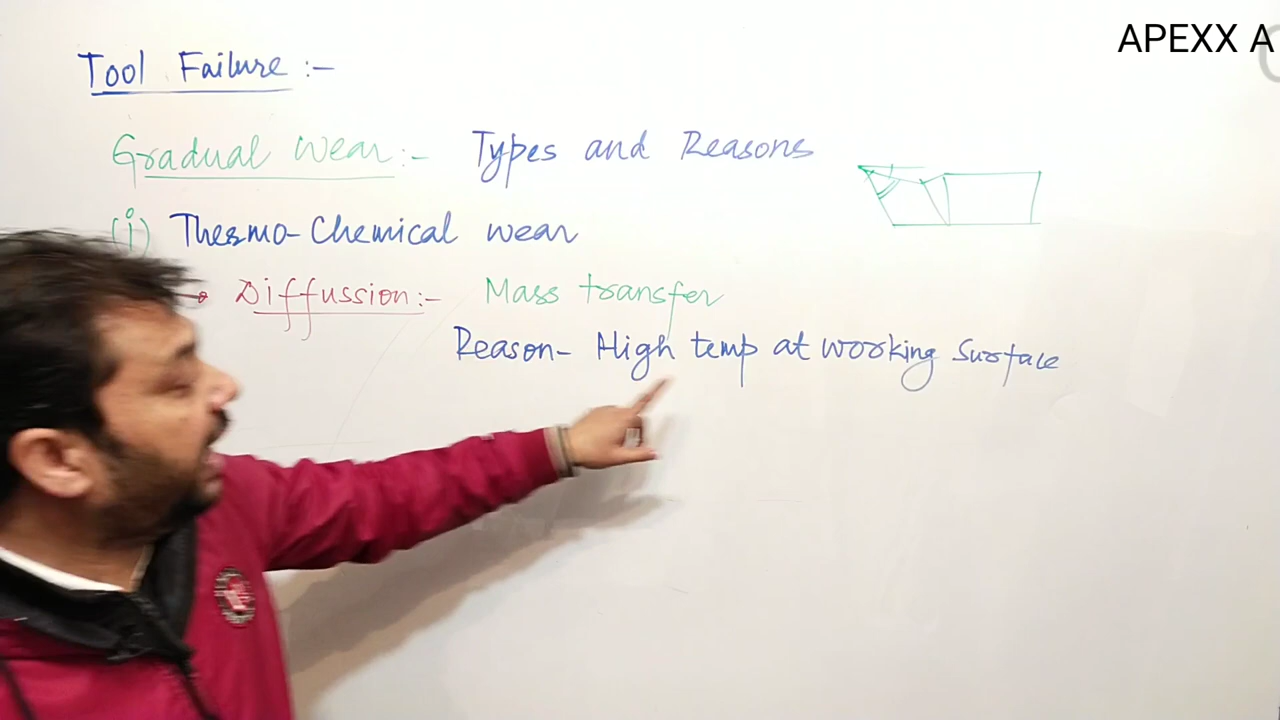 APEXX A
Tool Failure :-
Gradual wear :- Types and Reasons
(i) Thermo-Chemical wear
→ Diffussion :- Mass transfer
Reason- High temp at working Surface